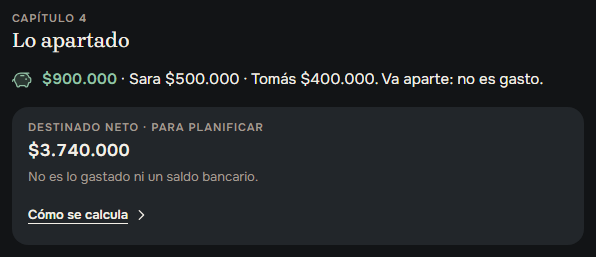 CAPÍTULO 4
Lo apartado
$900.000 · Sara $500.000 · Tomás $400.000. Va aparte: no es gasto.
DESTINADO NETO · PARA PLANIFICAR
$3.740.000
No es lo gastado ni un saldo bancario.
Cómo se calcula